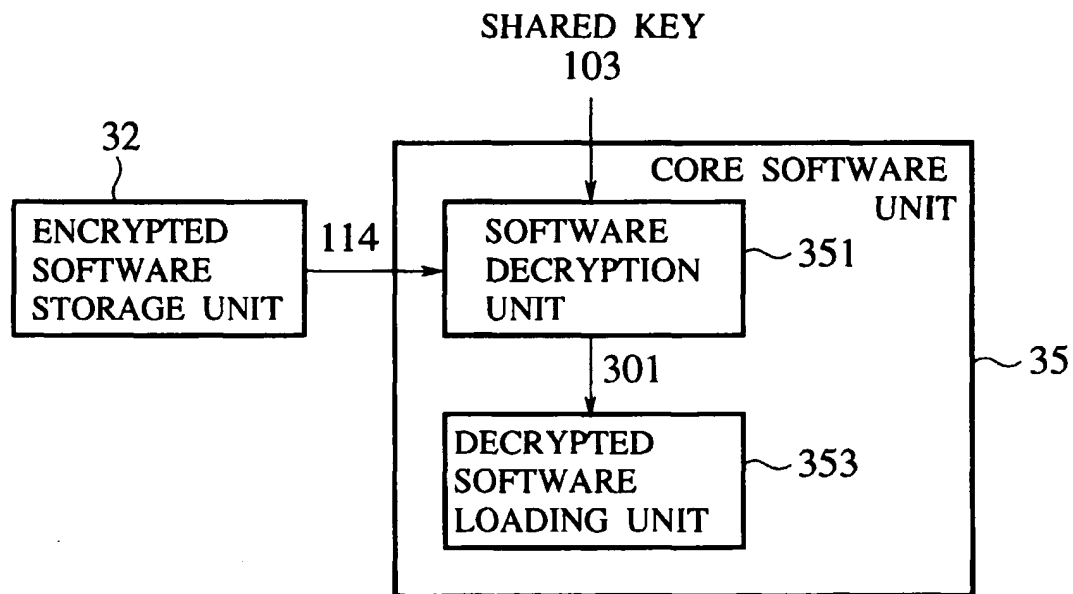 SHARED KEY
103
32
CORE SOFTWARE
UNIT
ENCRYPTED
SOFTWARE
STORAGE UNIT
114
SOFTWARE
DECRYPTION
UNIT
351
301
35
DECRYPTED
SOFTWARE
LOADING UNIT
353